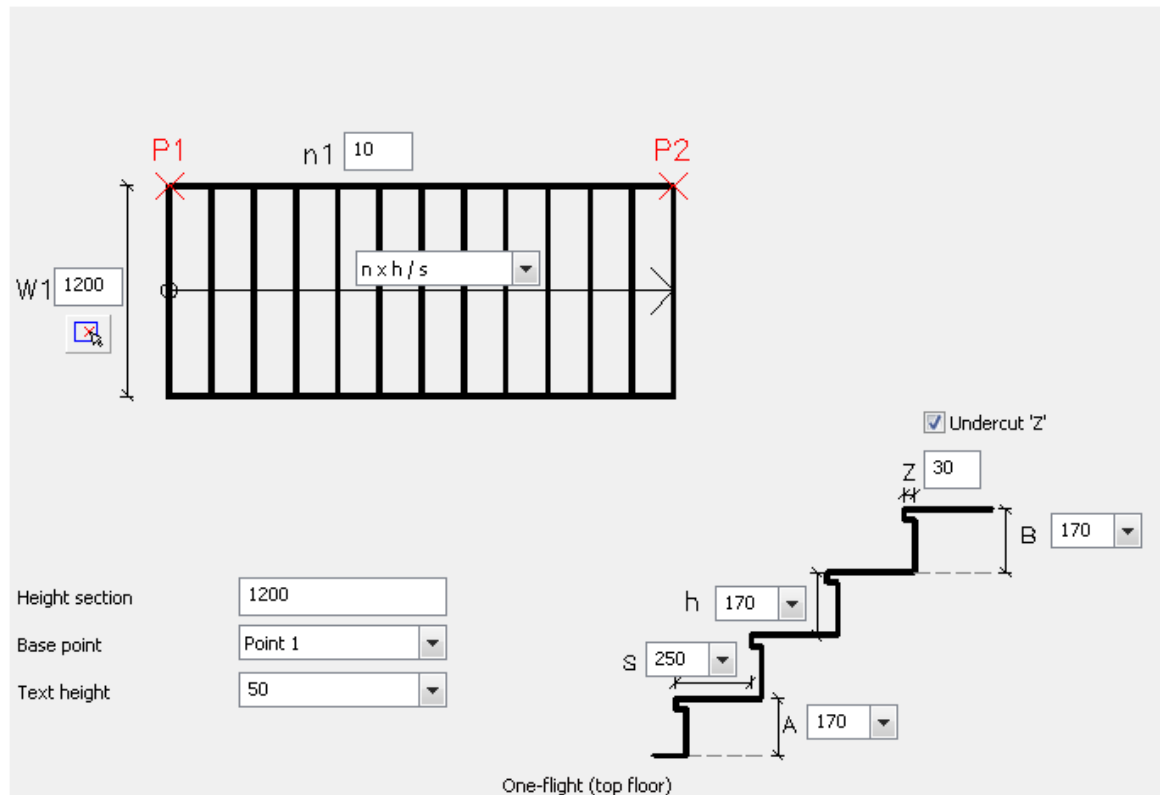 P1
n1 10
P2
n x h / s
W1 1200
Undercut 'Z'
Z 30
B 170
Height section 1200
h 170
Base point Point 1
S 250
Text height 50
A 170
One-flight (top floor)